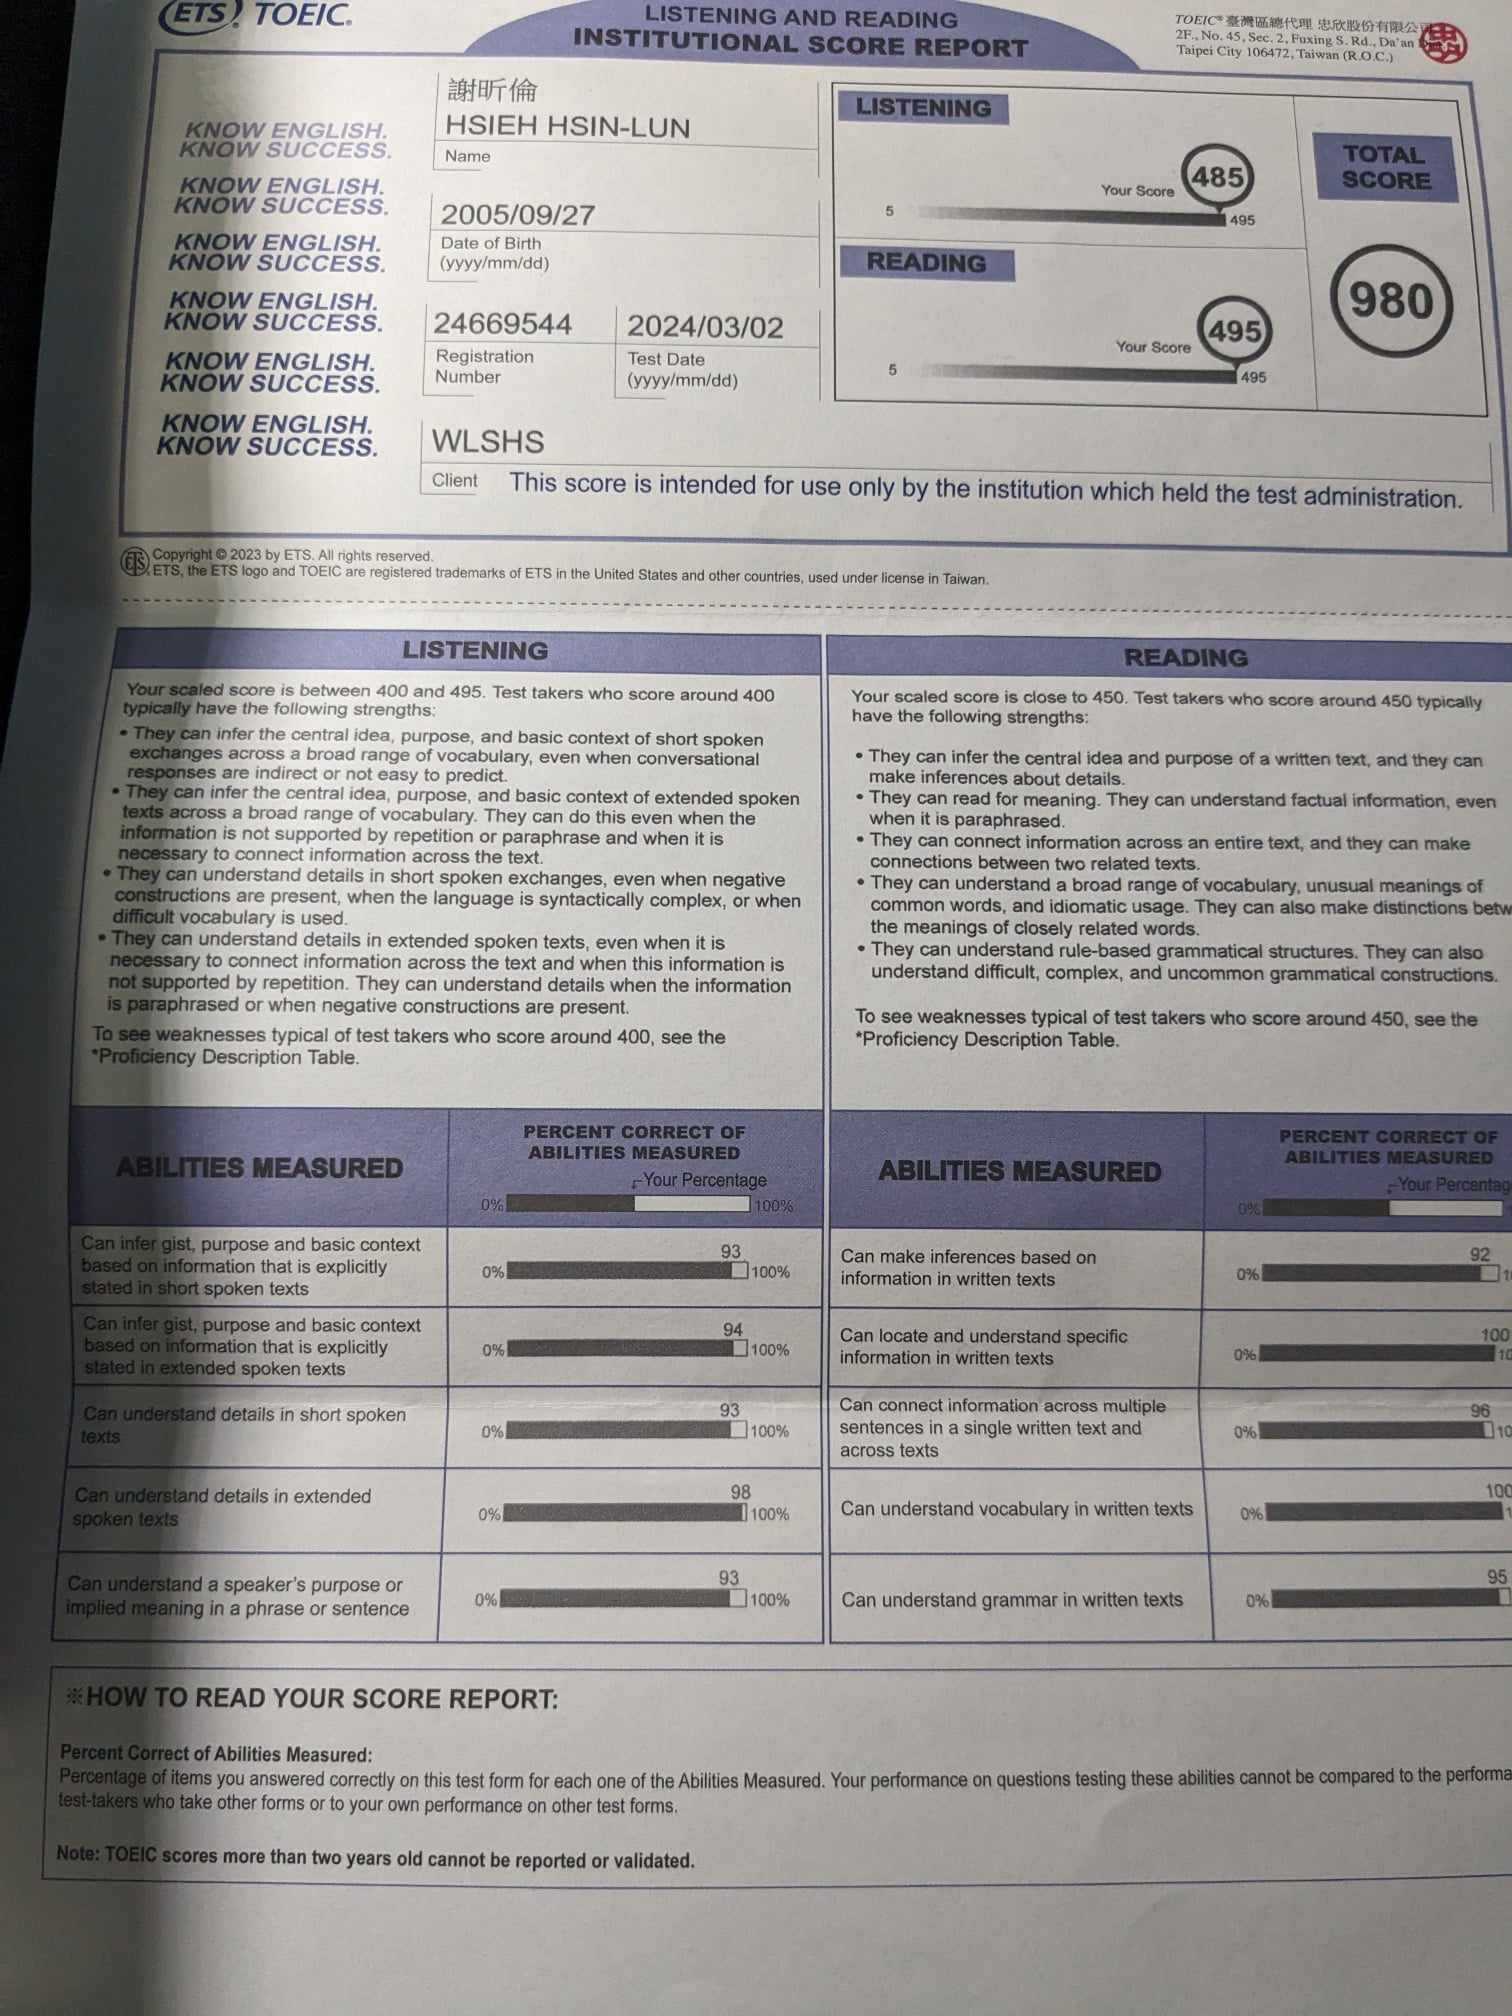 ETS TOEIC®
LISTENING AND READING
INSTITUTIONAL SCORE REPORT
TOEIC® 臺灣區總代理 忠欣股份有限公司
2F., No. 45, Sec. 2, Fuxing S. Rd., Da'an
Taipei City 106472, Taiwan (R.O.C.)
KNOW ENGLISH.
KNOW SUCCESS.
KNOW ENGLISH.
KNOW SUCCESS.
KNOW ENGLISH.
KNOW SUCCESS.
KNOW ENGLISH.
KNOW SUCCESS.
KNOW ENGLISH.
KNOW SUCCESS.
KNOW ENGLISH.
KNOW SUCCESS.
謝昕倫
HSIEH HSIN-LUN
Name
2005/09/27
Date of Birth
(yyyy/mm/dd)
24669544
Registration
Number
2024/03/02
Test Date
(yyyy/mm/dd)
WLSHS
Client
This score is intended for use only by the institution which held the test administration.
LISTENING
Your Score
485
5
495
READING
Your Score
495
5
495
TOTAL
SCORE
980
Copyright © 2023 by ETS. All rights reserved.
ETS, the ETS logo and TOEIC are registered trademarks of ETS in the United States and other countries, used under license in Taiwan.
LISTENING
Your scaled score is between 400 and 495. Test takers who score around 400
typically have the following strengths:
• They can infer the central idea, purpose, and basic context of short spoken
exchanges across a broad range of vocabulary, even when conversational
responses are indirect or not easy to predict.
• They can infer the central idea, purpose, and basic context of extended spoken
texts across a broad range of vocabulary. They can do this even when the
information is not supported by repetition or paraphrase and when it is
necessary to connect information across the text.
• They can understand details in short spoken exchanges, even when negative
constructions are present, when the language is syntactically complex, or when
difficult vocabulary is used.
• They can understand details in extended spoken texts, even when it is
necessary to connect information across the text and when this information is
not supported by repetition. They can understand details when the information
is paraphrased or when negative constructions are present.
To see weaknesses typical of test takers who score around 400, see the
*Proficiency Description Table.
READING
Your scaled score is close to 450. Test takers who score around 450 typically
have the following strengths:
• They can infer the central idea and purpose of a written text, and they can
make inferences about details.
• They can read for meaning. They can understand factual information, even
when it is paraphrased.
• They can connect information across an entire text, and they can make
connections between two related texts.
• They can understand a broad range of vocabulary, unusual meanings of
common words, and idiomatic usage. They can also make distinctions betw
the meanings of closely related words.
• They can understand rule-based grammatical structures. They can also
understand difficult, complex, and uncommon grammatical constructions.
To see weaknesses typical of test takers who score around 450, see the
*Proficiency Description Table.
ABILITIES MEASURED
PERCENT CORRECT OF
ABILITIES MEASURED
Your Percentage
0% 100%
Can infer gist, purpose and basic context
based on information that is explicitly
stated in short spoken texts
93
0% 100%
Can infer gist, purpose and basic context
based on information that is explicitly
stated in extended spoken texts
94
0% 100%
Can understand details in short spoken
texts
93
0% 100%
Can understand details in extended
spoken texts
98
0% 100%
Can understand a speaker's purpose or
implied meaning in a phrase or sentence
93
0% 100%
ABILITIES MEASURED
PERCENT CORRECT OF
ABILITIES MEASURED
Your Percentag
0%
Can make inferences based on
information in written texts
92
0% 1
Can locate and understand specific
information in written texts
100
0% 10
Can connect information across multiple
sentences in a single written text and
across texts
96
0% 10
Can understand vocabulary in written texts
100
0% 1
Can understand grammar in written texts
95
0%
※HOW TO READ YOUR SCORE REPORT:
Percent Correct of Abilities Measured:
Percentage of items you answered correctly on this test form for each one of the Abilities Measured. Your performance on questions testing these abilities cannot be compared to the performa
test-takers who take other forms or to your own performance on other test forms.
Note: TOEIC scores more than two years old cannot be reported or validated.